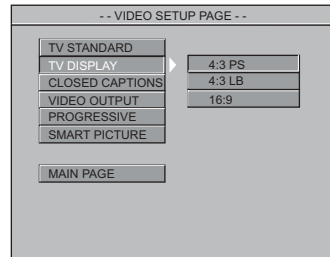 - - VIDEO SETUP PAGE - -
TV STANDARD
TV DISPLAY
CLOSED CAPTIONS
VIDEO OUTPUT
PROGRESSIVE
SMART PICTURE
MAIN PAGE
4:3 PS
4:3 LB
16:9